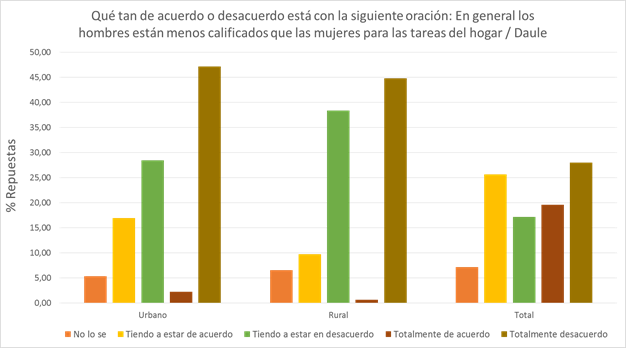 Qué tan de acuerdo o desacuerdo está con la siguiente oración: En general los
hombres están menos calificados que las mujeres para las tareas del hogar / Daule
% Repuestas
50,00
45,00
40,00
35,00
30,00
25,00
20,00
15,00
10,00
5,00
0,00
Urbano
Rural
Total
No lo se
Tiendo a estar de acuerdo
Tiendo a estar en desacuerdo
Totalmente de acuerdo
Totalmente desacuerdo